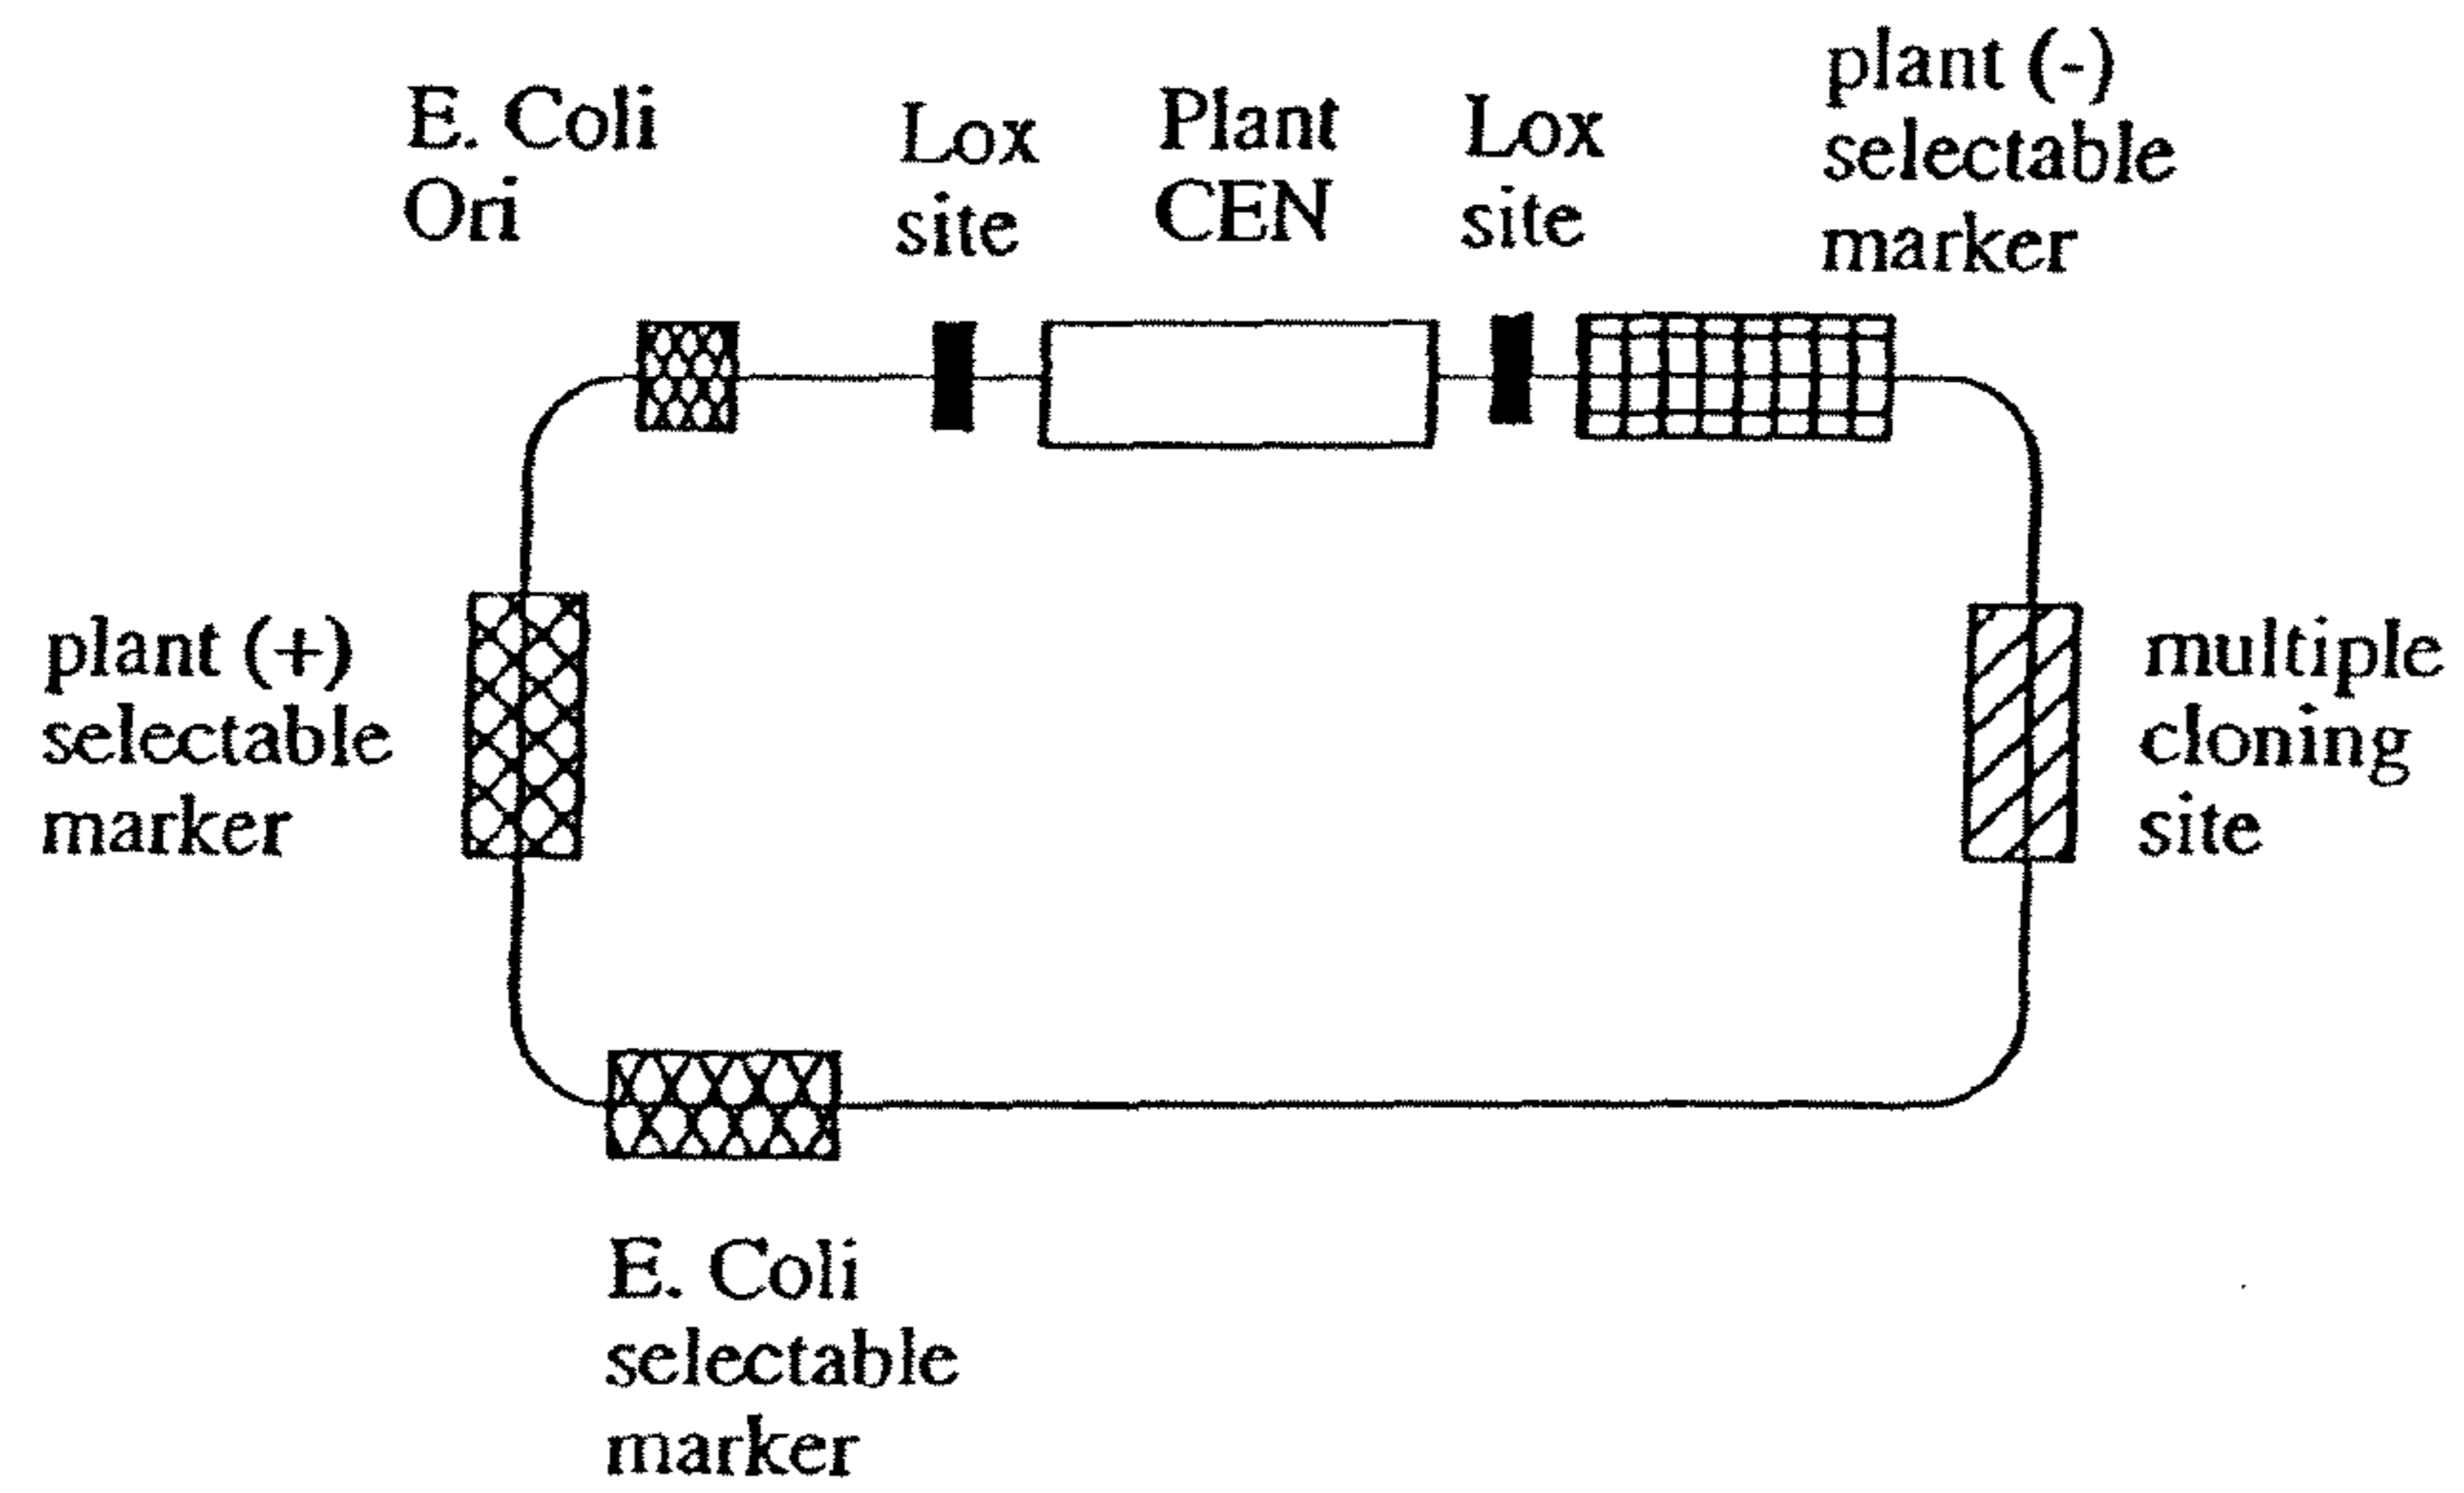 E. Coli
Ori
Lox
site
Plant
CEN
Lox
site
plant (-)
selectable
marker
plant (+)
selectable
marker
multiple
cloning
site
E. Coli
selectable
marker